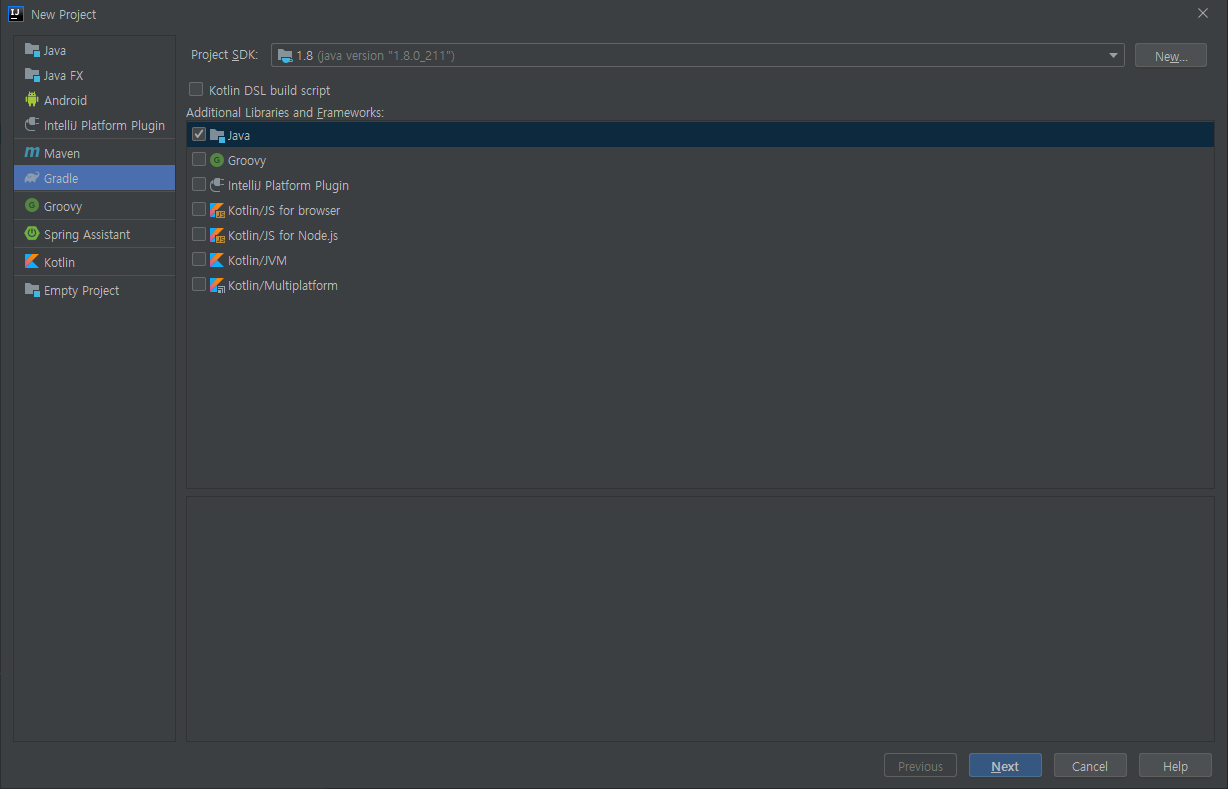 New Project
Java
Java FX
Android
IntelliJ Platform Plugin
Maven
Gradle
Groovy
Spring Assistant
Kotlin
Empty Project
Project SDK: 1.8 (java version "1.8.0_211") New...
Kotlin DSL build script
Additional Libraries and Frameworks:
Java
Groovy
IntelliJ Platform Plugin
Kotlin/JS for browser
Kotlin/JS for Node.js
Kotlin/JVM
Kotlin/Multiplatform
Previous Next Cancel Help